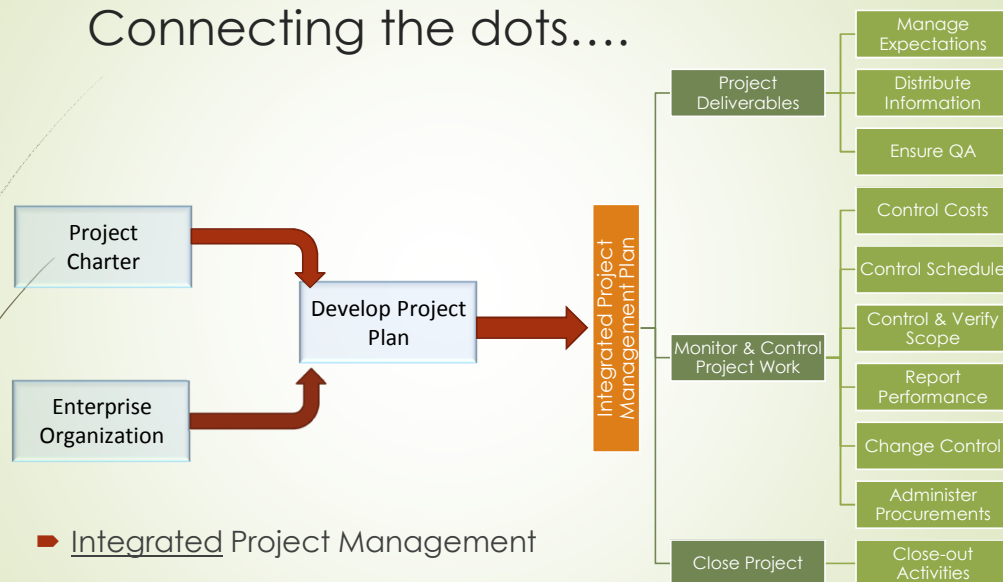 Connecting the dots....
Project
Charter
Enterprise
Organization
Develop Project
Plan
Integrated Project
Management Plan
Project
Deliverables
Manage
Expectations
Distribute
Information
Ensure QA
Monitor & Control
Project Work
Control Costs
Control Schedule
Control & Verify
Scope
Report
Performance
Change Control
Administer
Procurements
Close Project
Close-out
Activities
Integrated Project Management